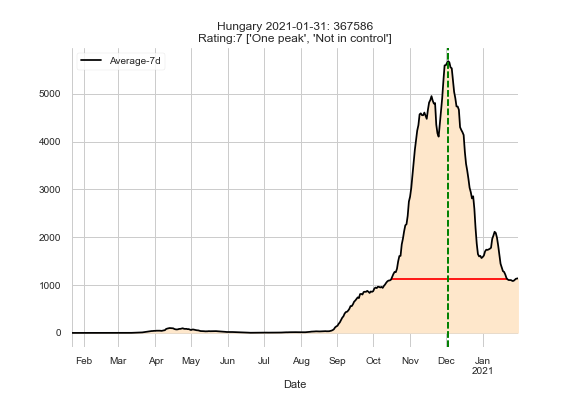 Hungary 2021-01-31: 367586
Rating:7 ['One peak', 'Not in control']
Average-7d
5000
4000
3000
2000
1000
0
Feb Mar Apr May Jun Jul Aug Sep Oct Nov Dec Jan
2021
Date